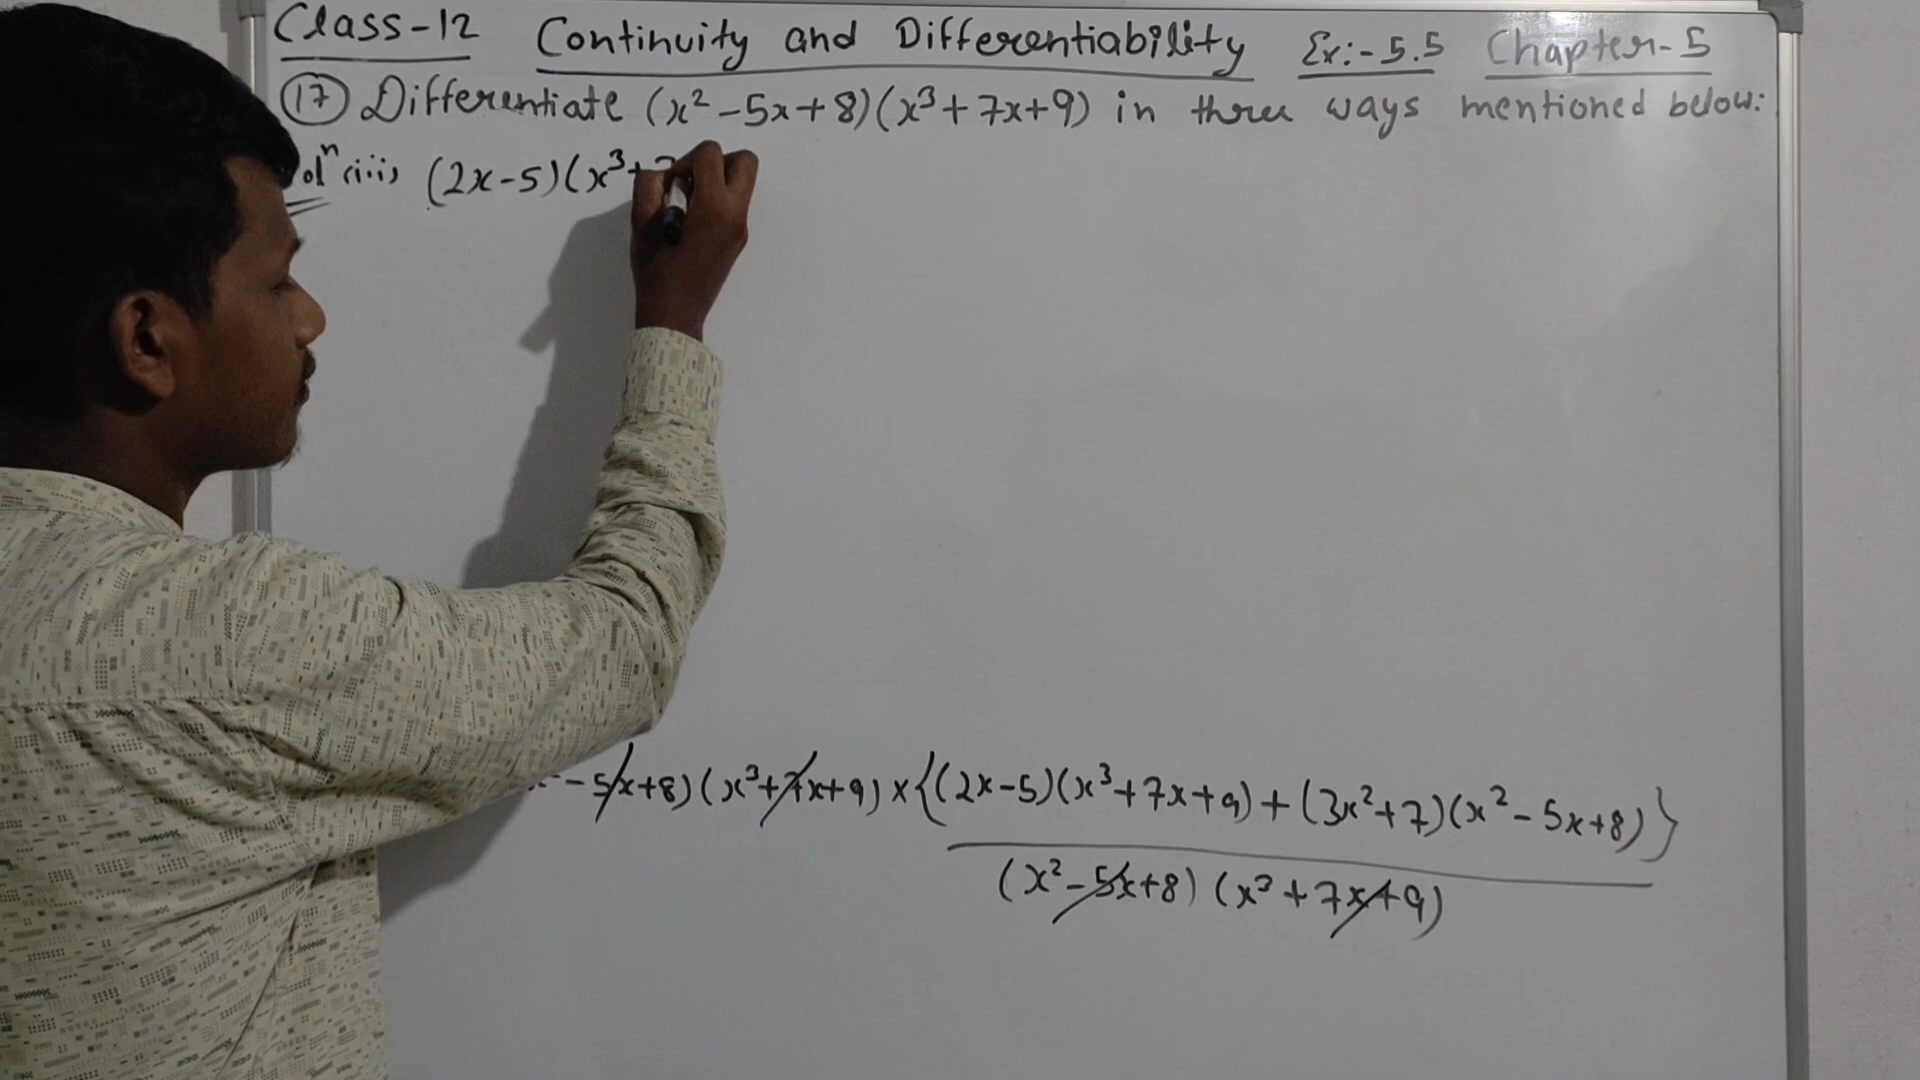 Class-12 Continuity and Differentiability Ex:-5.5 Chapter-5
(17) Differentiate (x² -5x+8)(x³+7x+9) in three ways mentioned below:
olⁿ (iii) (2x-5)(x³+
-5x+8)(x³+7x+9) × {(2x-5)(x³+7x+9)+(3x²+7)(x²-5x+8)}
(x²-5x+8) (x³+7x+9)